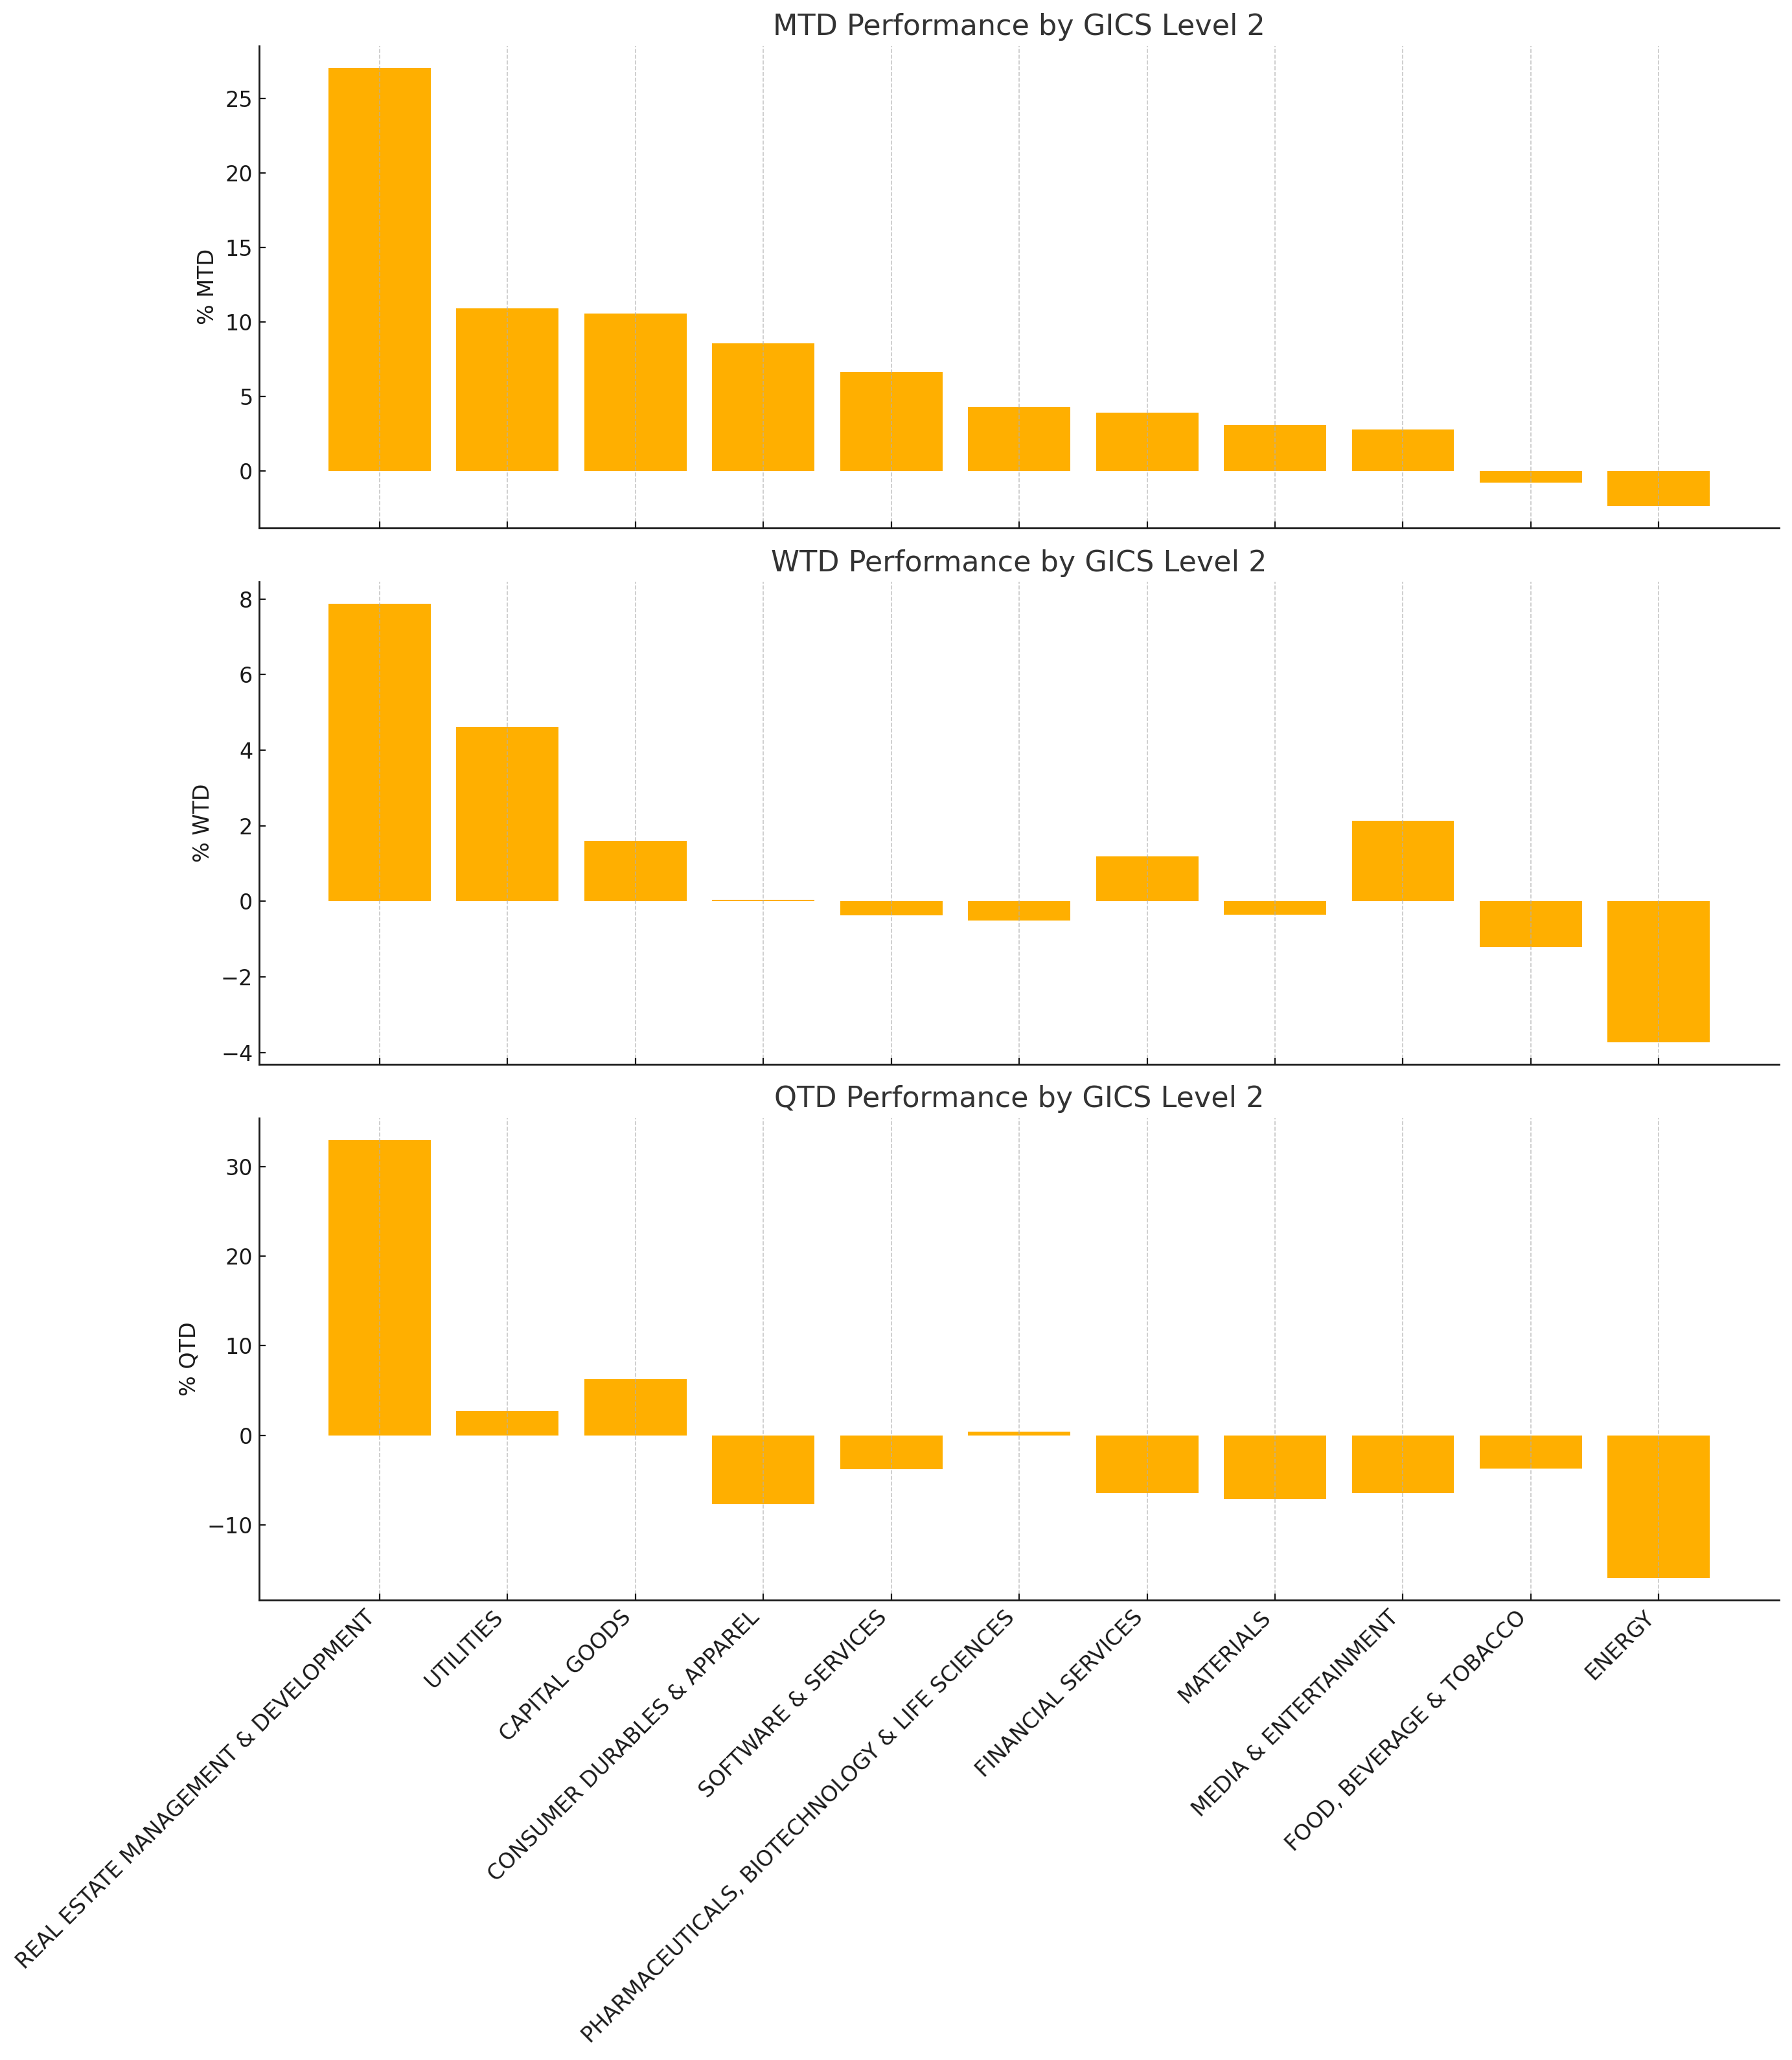 MTD Performance by GICS Level 2
% MTD
25
20
15
10
5
0
WTD Performance by GICS Level 2
% WTD
8
6
4
2
0
−2
−4
QTD Performance by GICS Level 2
% QTD
30
20
10
0
−10
REAL ESTATE MANAGEMENT & DEVELOPMENT
UTILITIES
CAPITAL GOODS
CONSUMER DURABLES & APPAREL
SOFTWARE & SERVICES
PHARMACEUTICALS, BIOTECHNOLOGY & LIFE SCIENCES
FINANCIAL SERVICES
MATERIALS
MEDIA & ENTERTAINMENT
FOOD, BEVERAGE & TOBACCO
ENERGY